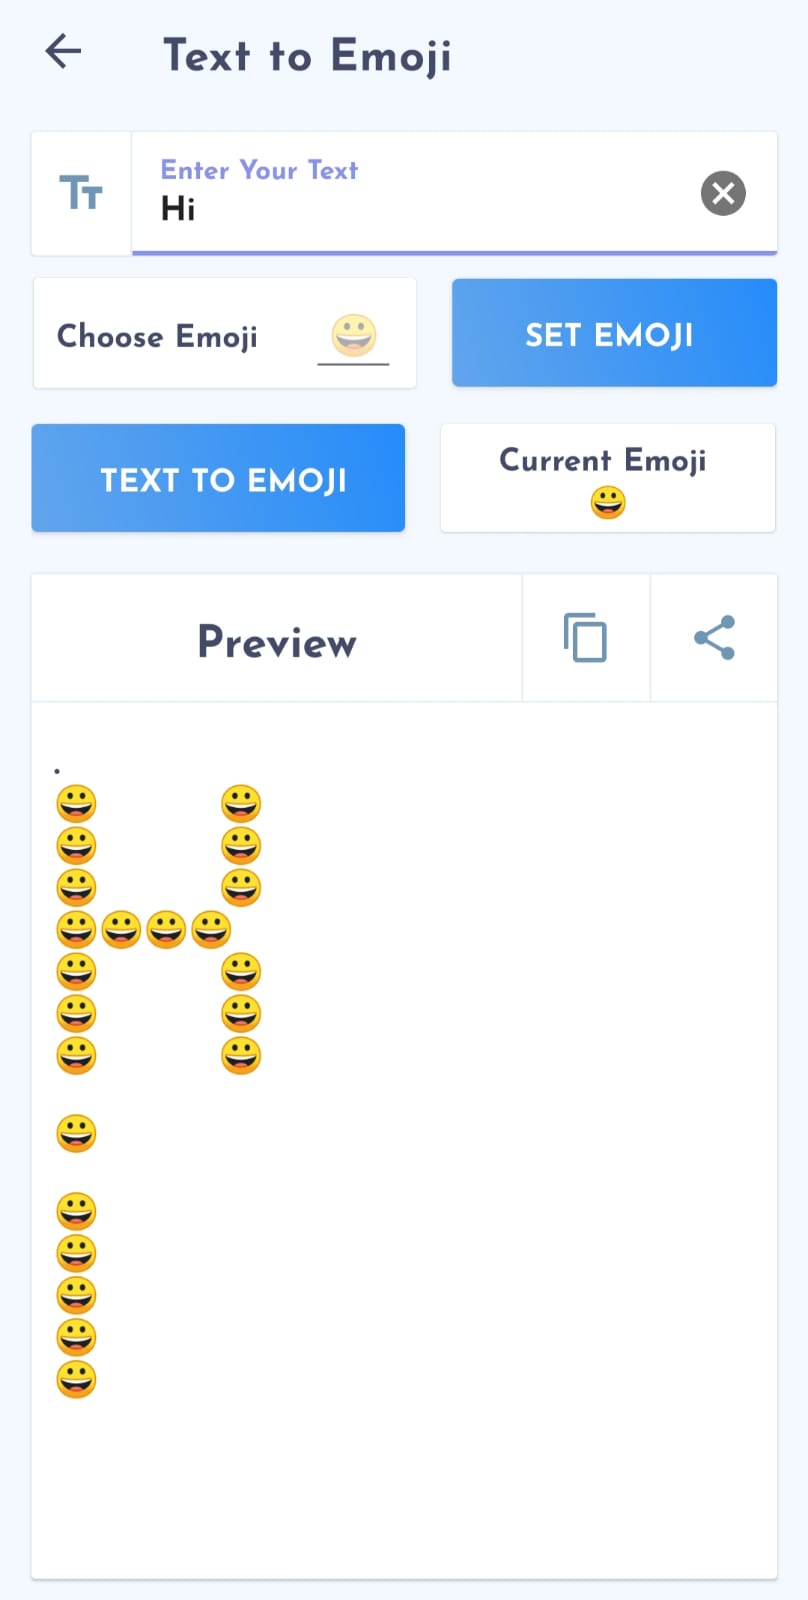 Text to Emoji
Enter Your Text
Hi
Choose Emoji 😀
SET EMOJI
TEXT TO EMOJI
Current Emoji
😀
Preview
.
😀          😀
😀          😀
😀          😀
😀😀😀😀
😀          😀
😀          😀
😀          😀

😀

😀
😀
😀
😀
😀